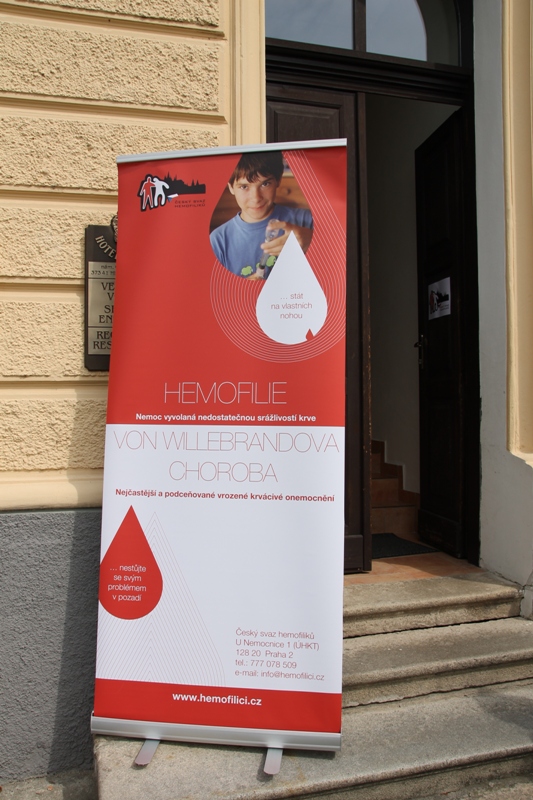 ČESKÝ SVAZ
HEMOFILIKŮ
... stát
na vlastních
nohou
HEMOFILIE
Nemoc vyvolaná nedostatečnou srážlivostí krve
VON WILLEBRANDOVA
CHOROBA
Nejčastější a podceňované vrozené krvácivé onemocnění
... nestůjte
se svým
problémem
v pozadí
Český svaz hemofiliků
U Nemocnice 1 (ÚHKT)
128 20 Praha 2
tel.: 777 078 509
e-mail: info@hemofilici.cz
www.hemofilici.cz